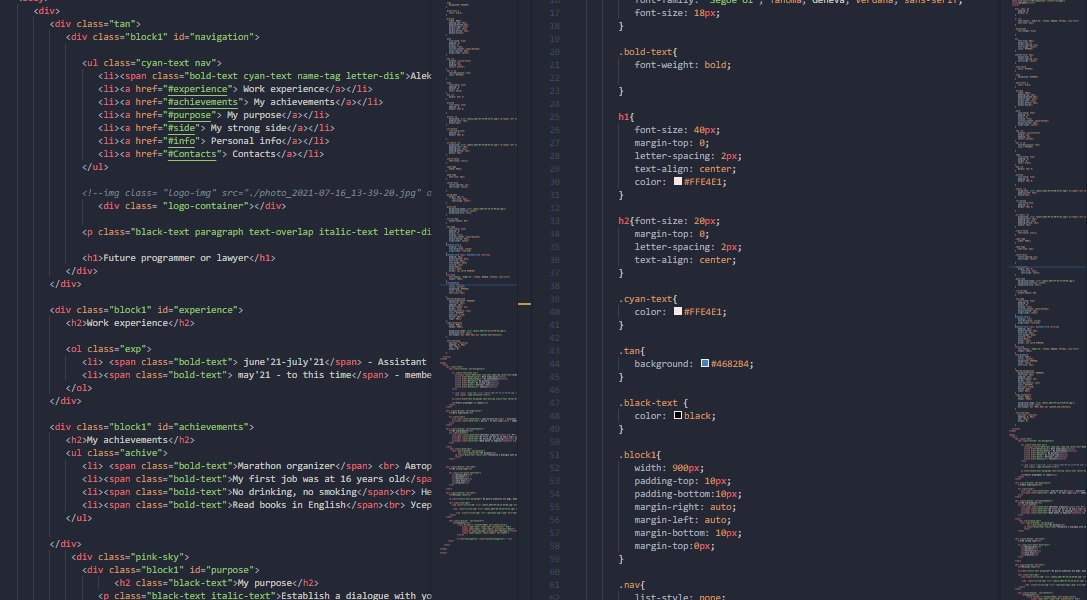 <div>
<div class="tan">
<div class="block1" id="navigation">
<ul class="cyan-text nav">
<li><span class="bold-text cyan-text name-tag letter-dis">Alek
<li><a href="#experience"> Work experience</a></li>
<li><a href="#achievements"> My achievements</a></li>
<li><a href="#purpose"> My purpose</a></li>
<li><a href="#side"> My strong side</a></li>
<li><a href="#info"> Personal info</a></li>
<li><a href="#Contacts"> Contacts</a></li>
</ul>
<!--img class= "logo-img" src="./photo_2021-07-16_13-39-20.jpg" a
<div class= "logo-container"></div>
<p class="black-text paragraph text-overlap italic-text letter-di
<h1>Future programmer or lawyer</h1>
</div>
</div>
<div class="block1" id="experience">
<h2>Work experience</h2>
<ol class="exp">
<li> <span class="bold-text"> june'21-july'21</span> - Assistant
<li><span class="bold-text"> may'21 - to this time</span> - membe
</ol>
</div>
<div class="block1" id="achievements">
<h2>My achievements</h2>
<ul class="achive">
<li> <span class="bold-text">Marathon organizer</span> <br> Автор
<li> <span class="bold-text">My first job was at 16 years old</spa
<li> <span class="bold-text">No drinking, no smoking</span><br> Не
<li> <span class="bold-text">Read books in English</span><br> Усер
</ul>
</div>
<div class="pink-sky">
<div class="block1" id="purpose">
<h2 class="black-text">My purpose</h2>
<p class="black-text italic-text">Establish a dialogue with yo
16 font-family: "Segoe UI", Tahoma, Geneva, Verdana, sans-serif;
17 font-size: 18px;
18 }
19
20 .bold-text{
21 font-weight: bold;
22
23 }
24
25 h1{
26 font-size: 40px;
27 margin-top: 0;
28 letter-spacing: 2px;
29 text-align: center;
30 color: #FFE4E1;
31 }
32
33 h2{font-size: 20px;
34 margin-top: 0;
35 letter-spacing: 2px;
36 text-align: center;
37 }
38
39 .cyan-text{
40 color: #FFE4E1;
41 }
42
43 .tan{
44 background: #4682B4;
45 }
46
47 .black-text {
48 color: black;
49 }
50
51 .block1{
52 width: 900px;
53 padding-top: 10px;
54 padding-bottom:10px;
55 margin-right: auto;
56 margin-left: auto;
57 margin-bottom: 10px;
58 margin-top:0px;
59 }
60
61 .nav{
62 list-style: none;